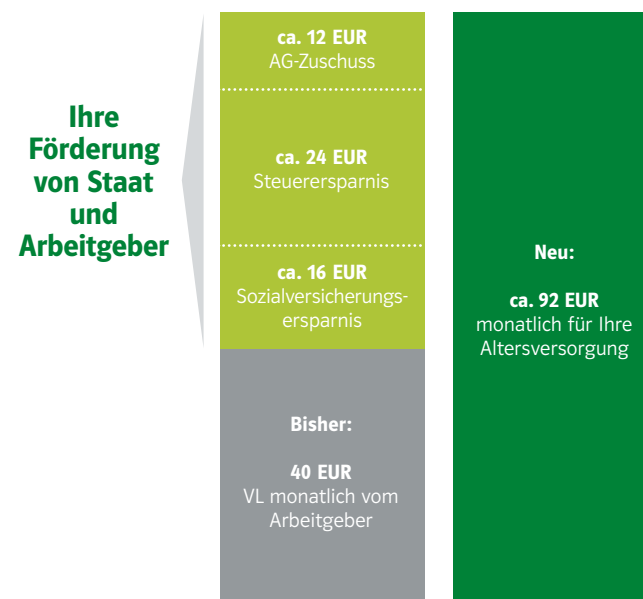 Ihre
Förderung
von Staat
und
Arbeitgeber
ca. 12 EUR
AG-Zuschuss
ca. 24 EUR
Steuerersparnis
ca. 16 EUR
Sozialversicherungs-
ersparnis
Bisher:
40 EUR
VL monatlich vom
Arbeitgeber
Neu:
ca. 92 EUR
monatlich für Ihre
Altersversorgung